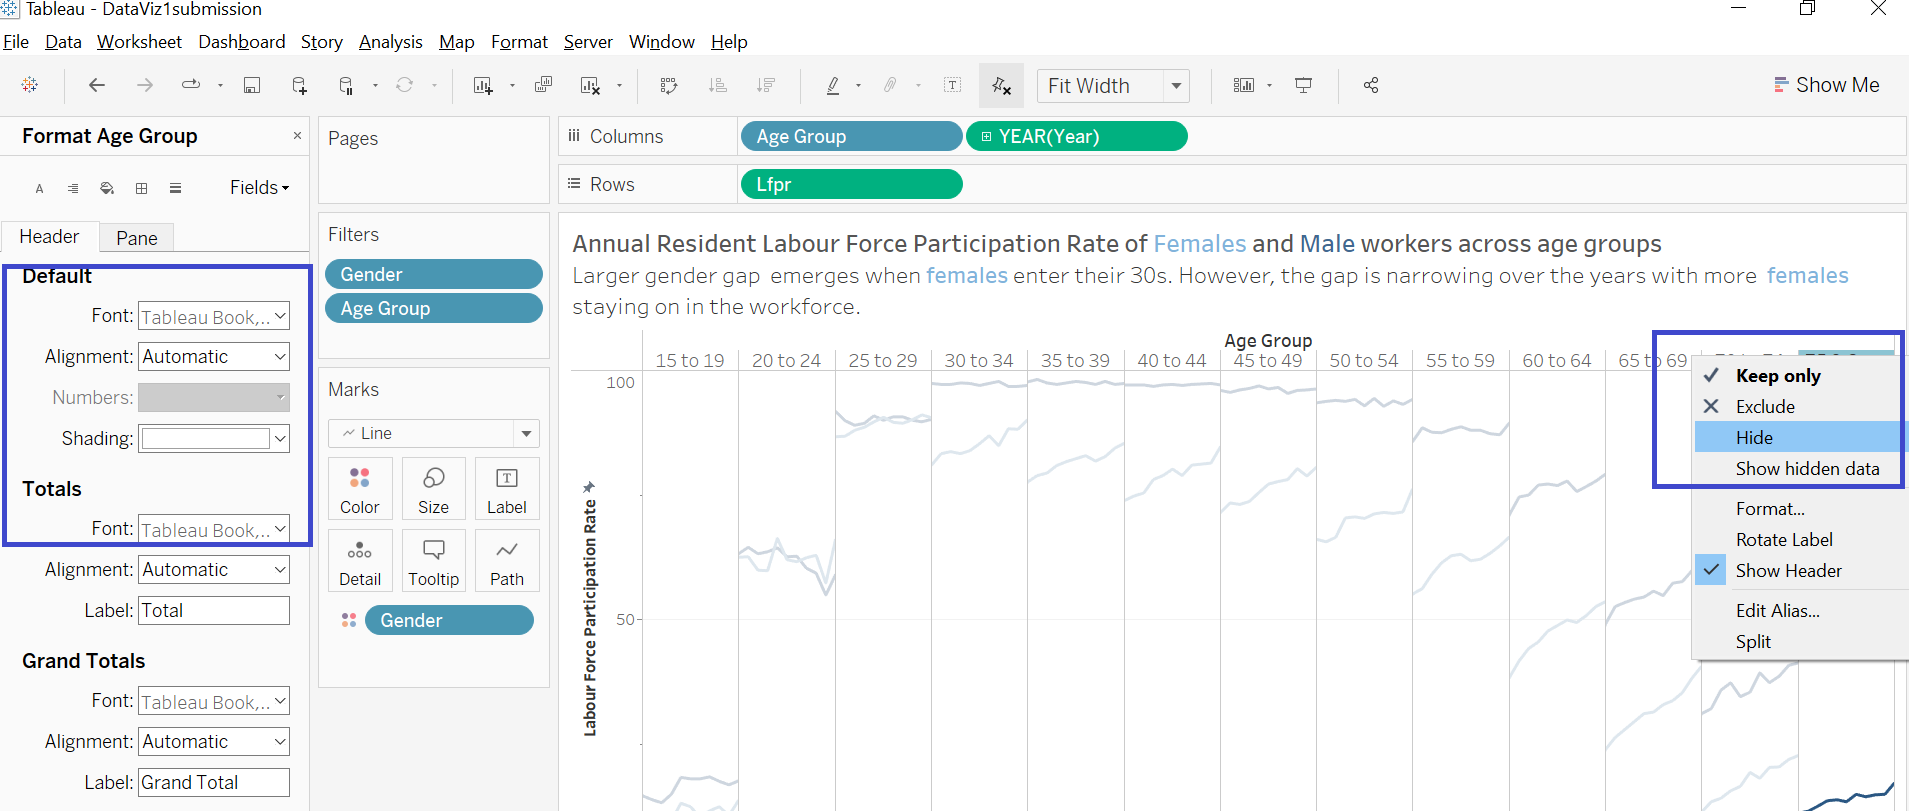 Tableau - DataViz1submission
File Data Worksheet Dashboard Story Analysis Map Format Server Window Help
Fit Width
Show Me
Format Age Group
Fields
Header Pane
Default
Font: Tableau Book,..
Alignment: Automatic
Numbers:
Shading:
Totals
Font: Tableau Book,..
Alignment: Automatic
Label: Total
Grand Totals
Font: Tableau Book,..
Alignment: Automatic
Label: Grand Total
Pages
Filters
Gender
Age Group
Marks
Line
Color Size Label
Detail Tooltip Path
Gender
Columns Age Group YEAR(Year)
Rows Lfpr
Annual Resident Labour Force Participation Rate of Females and Male workers across age groups
Larger gender gap emerges when females enter their 30s. However, the gap is narrowing over the years with more females
staying on in the workforce.
Age Group
15 to 19 20 to 24 25 to 29 30 to 34 35 to 39 40 to 44 45 to 49 50 to 54 55 to 59 60 to 64 65 to 69
100
50
Labour Force Participation Rate
Keep only
Exclude
Hide
Show hidden data
Format...
Rotate Label
Show Header
Edit Alias...
Split